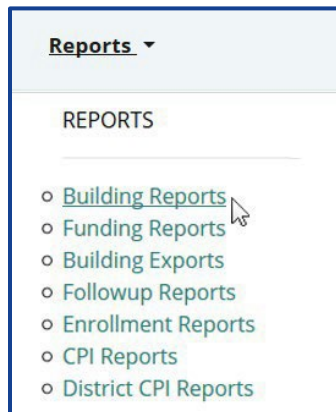 Reports
REPORTS
Building Reports
Funding Reports
Building Exports
Followup Reports
Enrollment Reports
CPI Reports
District CPI Reports